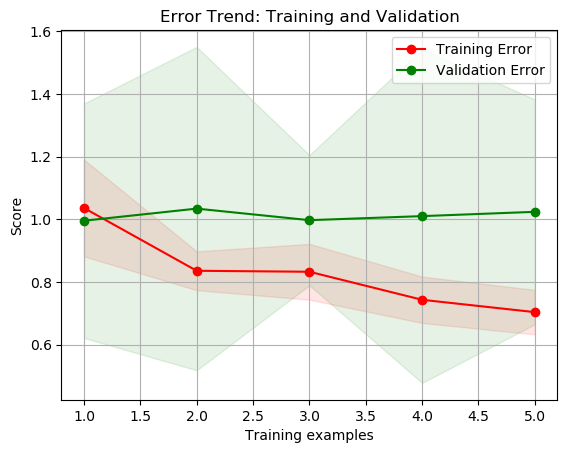 Error Trend: Training and Validation
1.6
1.4
1.2
1.0
0.8
0.6
Score
Training Error
Validation Error
1.0 1.5 2.0 2.5 3.0 3.5 4.0 4.5 5.0
Training examples